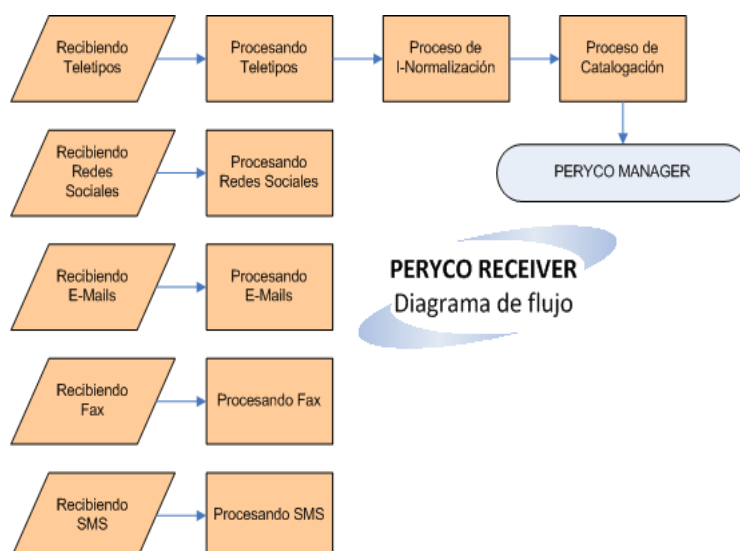 Recibiendo
Teletipos
Procesando
Teletipos
Proceso de
I-Normalización
Proceso de
Catalogación
Recibiendo
Redes
Sociales
Procesando
Redes Sociales
PERYCO MANAGER
Recibiendo
E-Mails
Procesando
E-Mails
PERYCO RECEIVER
Diagrama de flujo
Recibiendo
Fax
Procesando Fax
Recibiendo
SMS
Procesando SMS